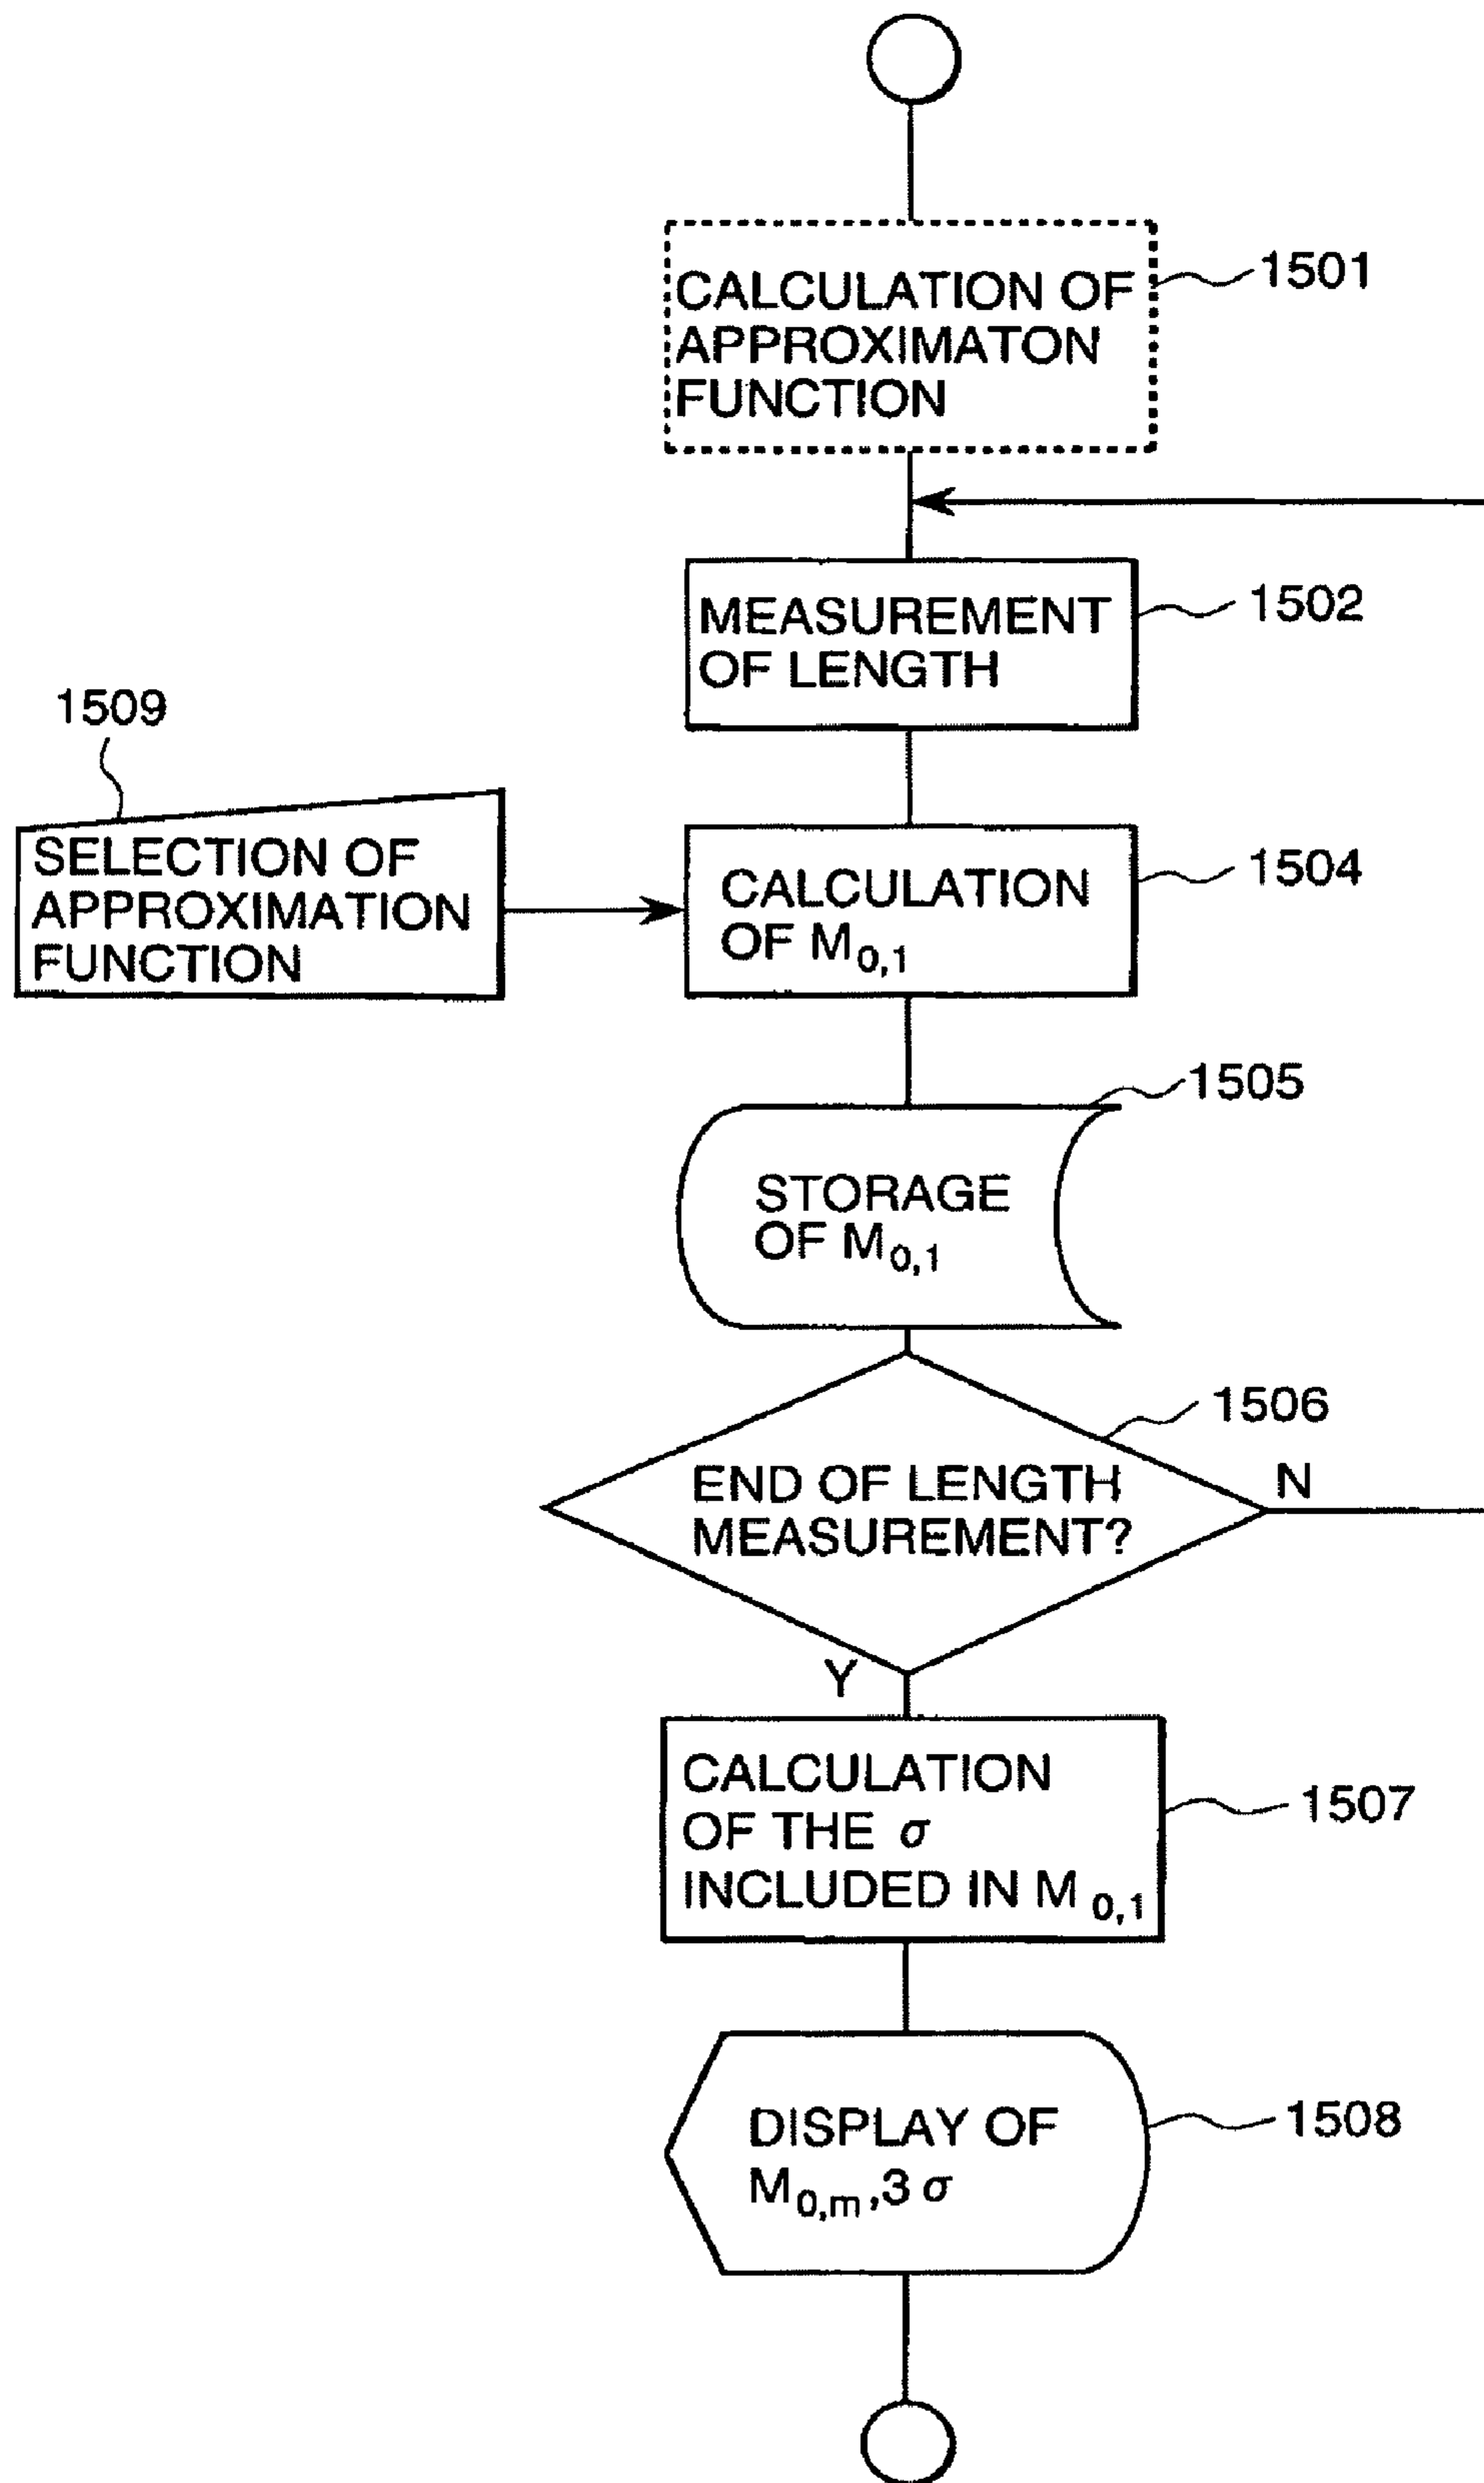 CALCULATION OF
APPROXIMATON
FUNCTION
1501
MEASUREMENT
OF LENGTH
1502
1509
SELECTION OF
APPROXIMATION
FUNCTION
CALCULATION
OF M0,1
1504
1505
STORAGE
OF M0,1
1506
END OF LENGTH
MEASUREMENT?
N
Y
CALCULATION
OF THE σ
INCLUDED IN M0,1
1507
DISPLAY OF
M0,m,3σ
1508